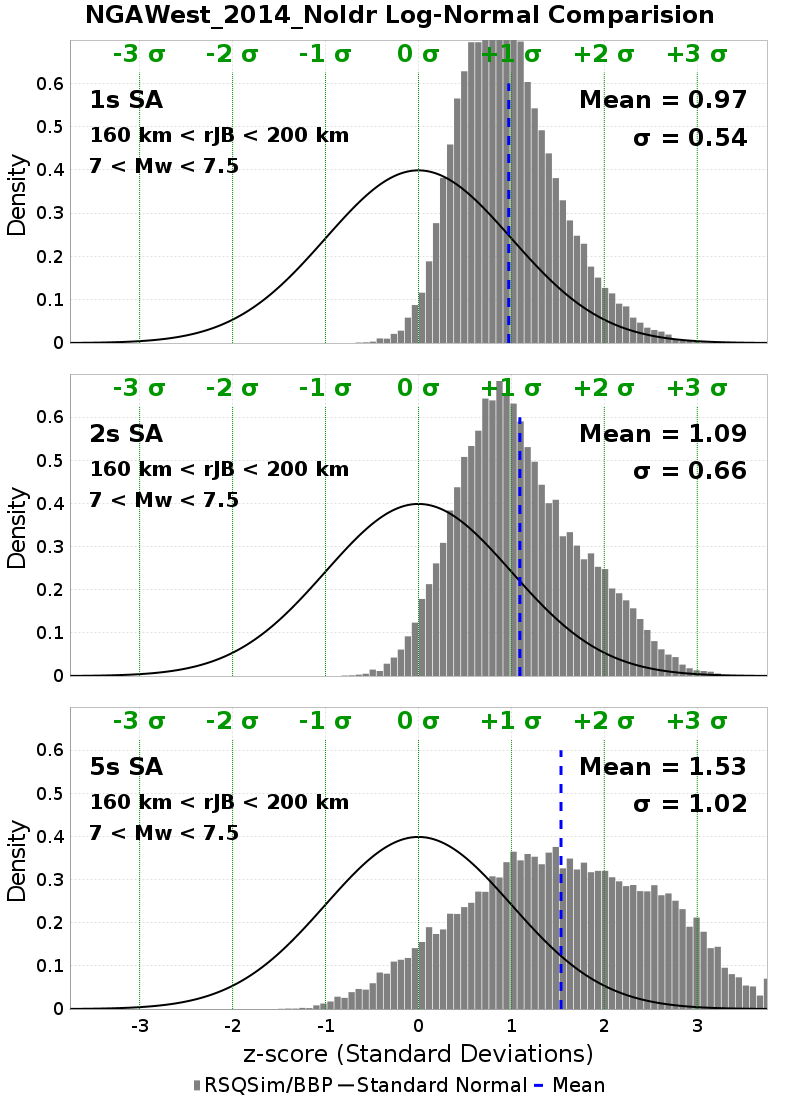 NGAWest_2014_NoIdr Log-Normal Comparision
-3 σ -2 σ -1 σ 0 σ +1 σ +2 σ +3 σ
1s SA
Mean = 0.97
160 km < rJB < 200 km
σ = 0.54
7 < Mw < 7.5
Density
0.6
0.5
0.4
0.3
0.2
0.1
0
-3 σ -2 σ -1 σ 0 σ +1 σ +2 σ +3 σ
2s SA
Mean = 1.09
160 km < rJB < 200 km
σ = 0.66
7 < Mw < 7.5
Density
0.6
0.5
0.4
0.3
0.2
0.1
0
-3 σ -2 σ -1 σ 0 σ +1 σ +2 σ +3 σ
5s SA
Mean = 1.53
160 km < rJB < 200 km
σ = 1.02
7 < Mw < 7.5
Density
0.6
0.5
0.4
0.3
0.2
0.1
0
-3 -2 -1 0 1 2 3
z-score (Standard Deviations)
RSQSim/BBP Standard Normal Mean